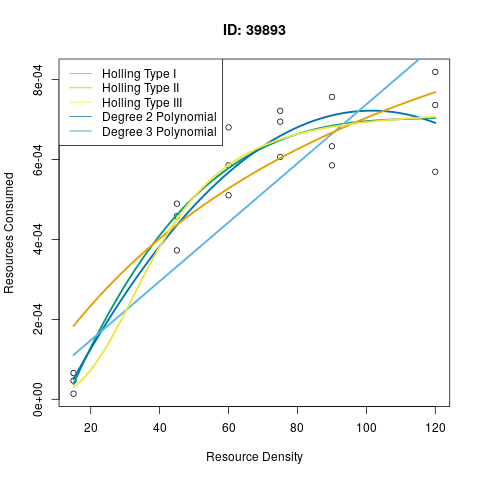 ID: 39893
Holling Type I
Holling Type II
Holling Type III
Degree 2 Polynomial
Degree 3 Polynomial
Resources Consumed
8e-04
6e-04
4e-04
2e-04
0e+00
20 40 60 80 100 120
Resource Density